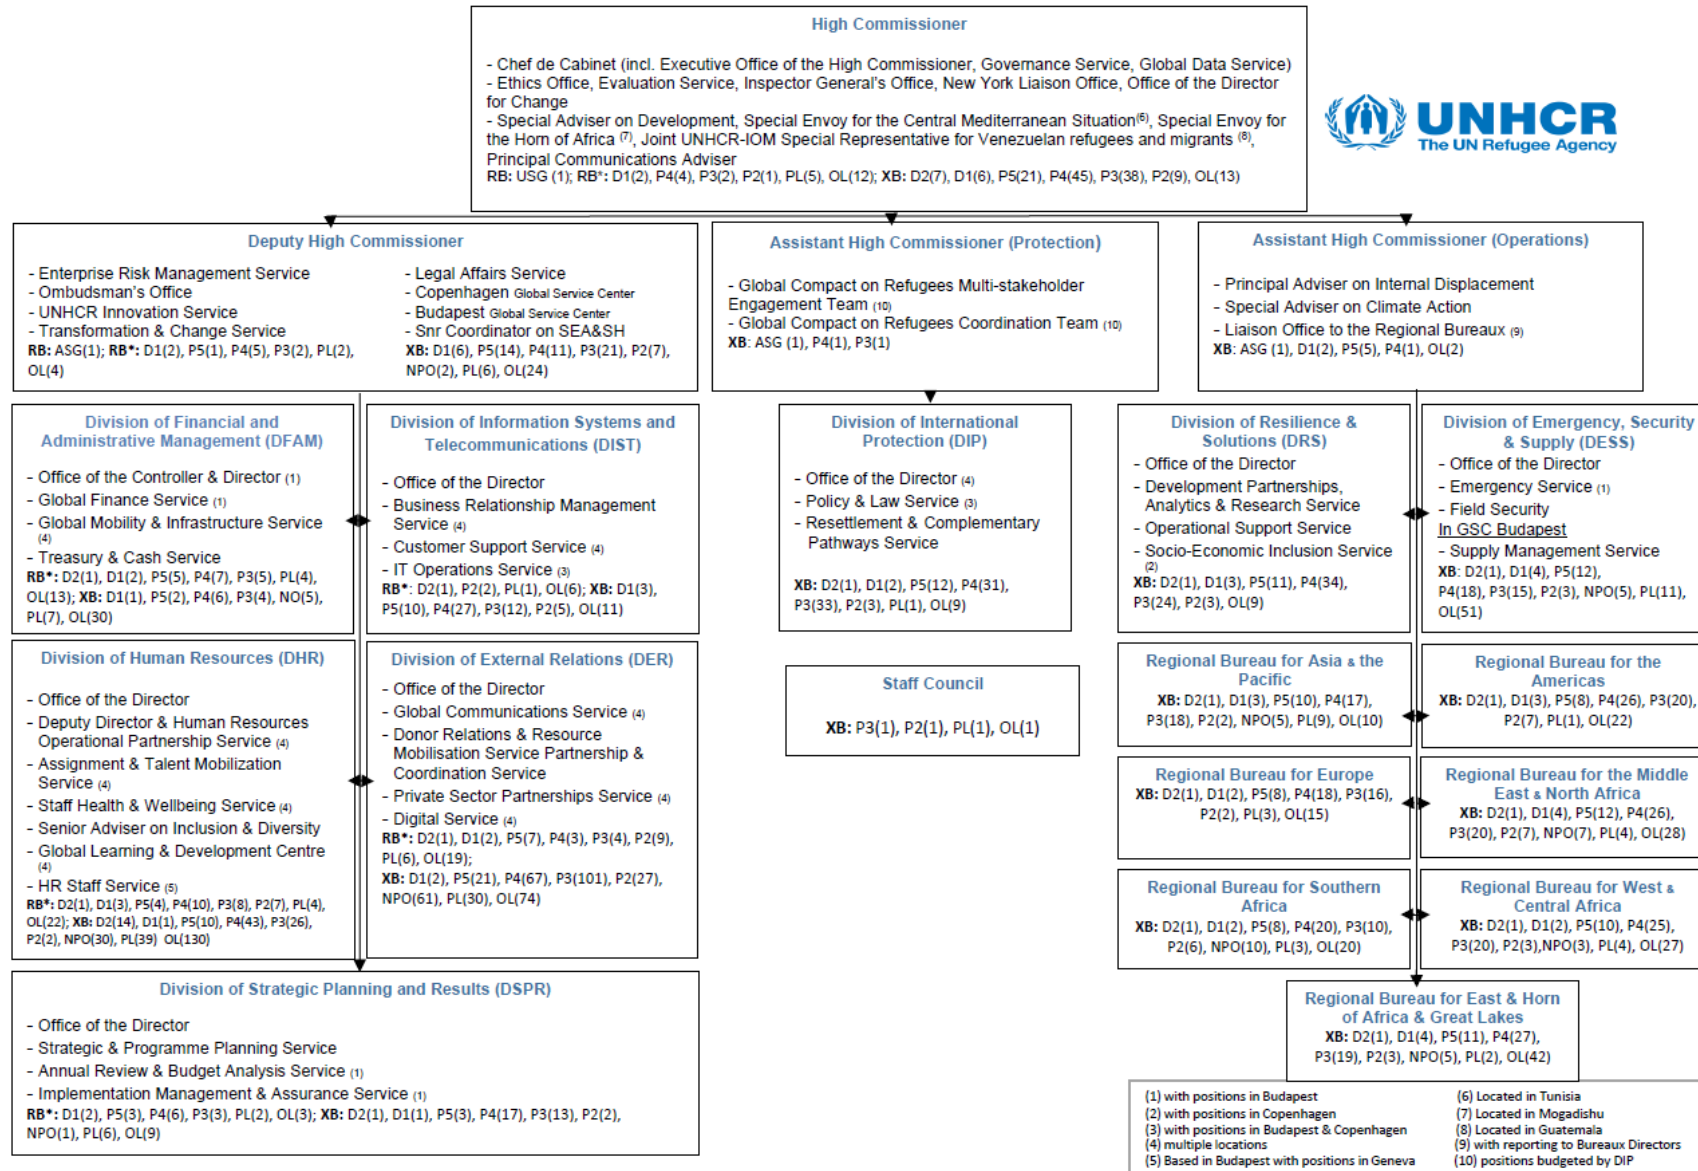 High Commissioner
- Chef de Cabinet (incl. Executive Office of the High Commissioner, Governance Service, Global Data Service)
- Ethics Office, Evaluation Service, Inspector General's Office, New York Liaison Office, Office of the Director
for Change
- Special Adviser on Development, Special Envoy for the Central Mediterranean Situation(6), Special Envoy for
the Horn of Africa (7), Joint UNHCR-IOM Special Representative for Venezuelan refugees and migrants (8),
Principal Communications Adviser
RB: USG (1); RB*: D1(2), P4(4), P3(2), P2(1), PL(5), OL(12); XB: D2(7), D1(6), P5(21), P4(45), P3(38), P2(9), OL(13)
UNHCR
The UN Refugee Agency
Deputy High Commissioner
- Enterprise Risk Management Service
- Ombudsman's Office
- UNHCR Innovation Service
- Transformation & Change Service
RB: ASG(1); RB*: D1(2), P5(1), P4(5), P3(2), PL(2),
OL(4)
- Legal Affairs Service
- Copenhagen Global Service Center
- Budapest Global Service Center
- Snr Coordinator on SEA&SH
XB: D1(6), P5(14), P4(11), P3(21), P2(7),
NPO(2), PL(6), OL(24)
Assistant High Commissioner (Protection)
- Global Compact on Refugees Multi-stakeholder
Engagement Team (10)
- Global Compact on Refugees Coordination Team (10)
XB: ASG (1), P4(1), P3(1)
Assistant High Commissioner (Operations)
- Principal Adviser on Internal Displacement
- Special Adviser on Climate Action
- Liaison Office to the Regional Bureaux (9)
XB: ASG (1), D1(2), P5(5), P4(1), OL(2)
Division of Financial and
Administrative Management (DFAM)
- Office of the Controller & Director (1)
- Global Finance Service (1)
- Global Mobility & Infrastructure Service
(4)
- Treasury & Cash Service
RB*: D2(1), D1(2), P5(5), P4(7), P3(5), PL(4),
OL(13); XB: D1(1), P5(2), P4(6), P3(4), NO(5),
PL(7), OL(30)
Division of Information Systems and
Telecommunications (DIST)
- Office of the Director
- Business Relationship Management
Service (4)
- Customer Support Service (4)
- IT Operations Service (3)
RB*: D2(1), P2(2), PL(1), OL(6); XB: D1(3),
P5(10), P4(27), P3(12), P2(5), OL(11)
Division of International
Protection (DIP)
- Office of the Director (4)
- Policy & Law Service (3)
- Resettlement & Complementary
Pathways Service
XB: D2(1), D1(2), P5(12), P4(31),
P3(33), P2(3), PL(1), OL(9)
Division of Resilience &
Solutions (DRS)
- Office of the Director
- Development Partnerships,
Analytics & Research Service
- Operational Support Service
- Socio-Economic Inclusion Service
(2)
XB: D2(1), D1(3), P5(11), P4(34),
P3(24), P2(3), OL(9)
Division of Emergency, Security
& Supply (DESS)
- Office of the Director
- Emergency Service (1)
- Field Security
In GSC Budapest
- Supply Management Service
XB: D2(1), D1(4), P5(12),
P4(18), P3(15), P2(3), NPO(5), PL(11),
OL(51)
Division of Human Resources (DHR)
- Office of the Director
- Deputy Director & Human Resources
Operational Partnership Service (4)
- Assignment & Talent Mobilization
Service (4)
- Staff Health & Wellbeing Service (4)
- Senior Adviser on Inclusion & Diversity
- Global Learning & Development Centre
(4)
- HR Staff Service (5)
RB*: D2(1), D1(3), P5(4), P4(10), P3(8), P2(7), PL(4),
OL(22); XB: D2(14), D1(1), P5(10), P4(43), P3(26),
P2(2), NPO(30), PL(39) OL(130)
Division of External Relations (DER)
- Office of the Director
- Global Communications Service (4)
- Donor Relations & Resource
Mobilisation Service Partnership &
Coordination Service
- Private Sector Partnerships Service (4)
- Digital Service (4)
RB*: D2(1), D1(2), P5(7), P4(3), P3(4), P2(9),
PL(6), OL(19);
XB: D1(2), P5(21), P4(67), P3(101), P2(27),
NPO(61), PL(30), OL(74)
Staff Council
XB: P3(1), P2(1), PL(1), OL(1)
Regional Bureau for Asia & the
Pacific
XB: D2(1), D1(3), P5(10), P4(17),
P3(18), P2(2), NPO(5), PL(9), OL(10)
Regional Bureau for the
Americas
XB: D2(1), D1(3), P5(8), P4(26), P3(20),
P2(7), PL(1), OL(22)
Regional Bureau for Europe
XB: D2(1), D1(2), P5(8), P4(18), P3(16),
P2(2), PL(3), OL(15)
Regional Bureau for the Middle
East & North Africa
XB: D2(1), D1(4), P5(12), P4(26),
P3(20), P2(7), NPO(7), PL(4), OL(28)
Regional Bureau for Southern
Africa
XB: D2(1), D1(2), P5(8), P4(20), P3(10),
P2(6), NPO(10), PL(3), OL(20)
Regional Bureau for West &
Central Africa
XB: D2(1), D1(2), P5(10), P4(25),
P3(20), P2(3),NPO(3), PL(4), OL(27)
Division of Strategic Planning and Results (DSPR)
- Office of the Director
- Strategic & Programme Planning Service
- Annual Review & Budget Analysis Service (1)
- Implementation Management & Assurance Service (1)
RB*: D1(2), P5(3), P4(6), P3(3), PL(2), OL(3); XB: D2(1), D1(1), P5(3), P4(17), P3(13), P2(2),
NPO(1), PL(6), OL(9)
Regional Bureau for East & Horn
of Africa & Great Lakes
XB: D2(1), D1(4), P5(11), P4(27),
P3(19), P2(3), NPO(5), PL(2), OL(42)
(1) with positions in Budapest
(2) with positions in Copenhagen
(3) with positions in Budapest & Copenhagen
(4) multiple locations
(5) Based in Budapest with positions in Geneva
(6) Located in Tunisia
(7) Located in Mogadishu
(8) Located in Guatemala
(9) with reporting to Bureaux Directors
(10) positions budgeted by DIP